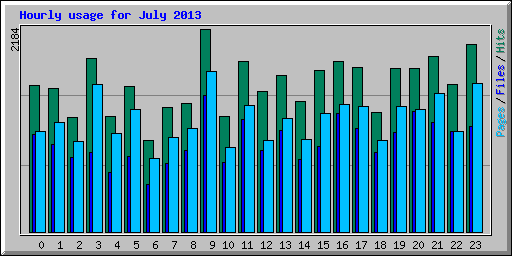 Hourly usage for July 2013
2184
Pages / Files / Hits
0 1 2 3 4 5 6 7 8 9 10 11 12 13 14 15 16 17 18 19 20 21 22 23